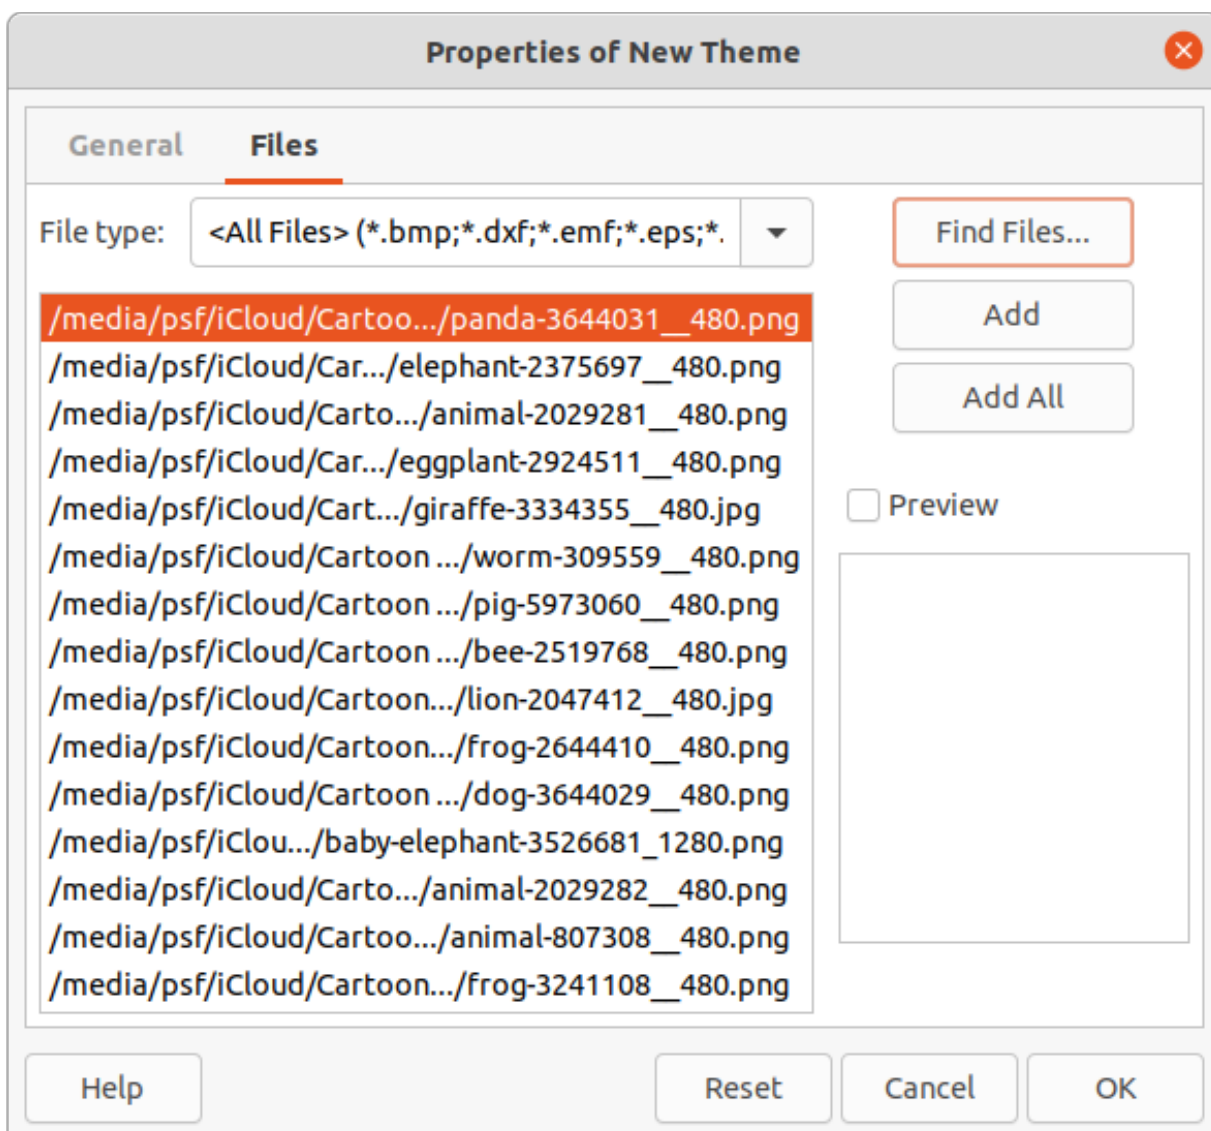 Properties of New Theme
General Files
File type: <All Files> (*.bmp;*.dxf;*.emf;*.eps;*. Find Files...
/media/psf/iCloud/Cartoo.../panda-3644031__480.png
/media/psf/iCloud/Car.../elephant-2375697__480.png
/media/psf/iCloud/Carto.../animal-2029281__480.png
/media/psf/iCloud/Car.../eggplant-2924511__480.png
/media/psf/iCloud/Cart.../giraffe-3334355__480.jpg
/media/psf/iCloud/Cartoon .../worm-309559__480.png
/media/psf/iCloud/Cartoon .../pig-5973060__480.png
/media/psf/iCloud/Cartoon .../bee-2519768__480.png
/media/psf/iCloud/Cartoon.../lion-2047412__480.jpg
/media/psf/iCloud/Cartoon.../frog-2644410__480.png
/media/psf/iCloud/Cartoon .../dog-3644029__480.png
/media/psf/iClou.../baby-elephant-3526681_1280.png
/media/psf/iCloud/Carto.../animal-2029282__480.png
/media/psf/iCloud/Cartoo.../animal-807308__480.png
/media/psf/iCloud/Cartoon.../frog-3241108__480.png
Add
Add All
Preview
Help Reset Cancel OK